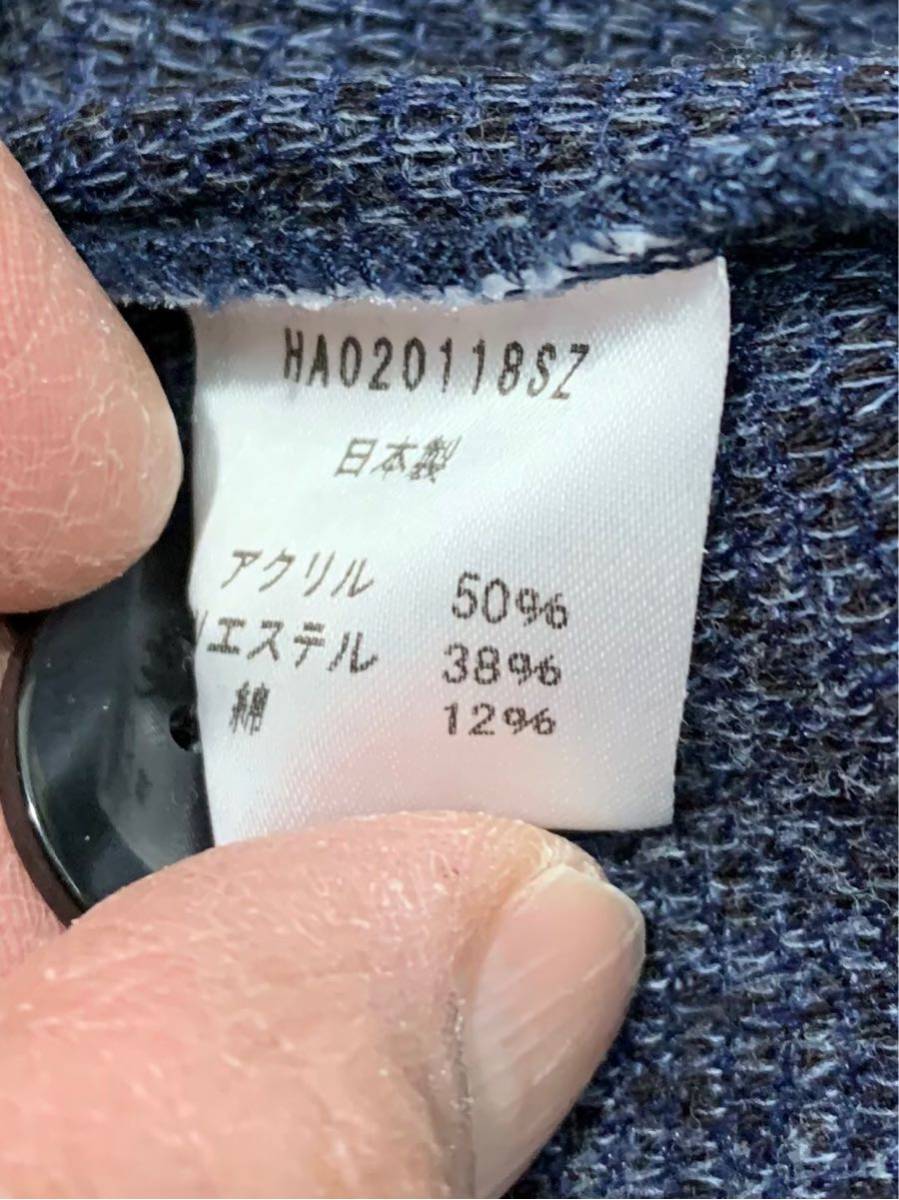 HA020118SZ
日本製
アクリル 50%
リエステル 38%
綿 12%